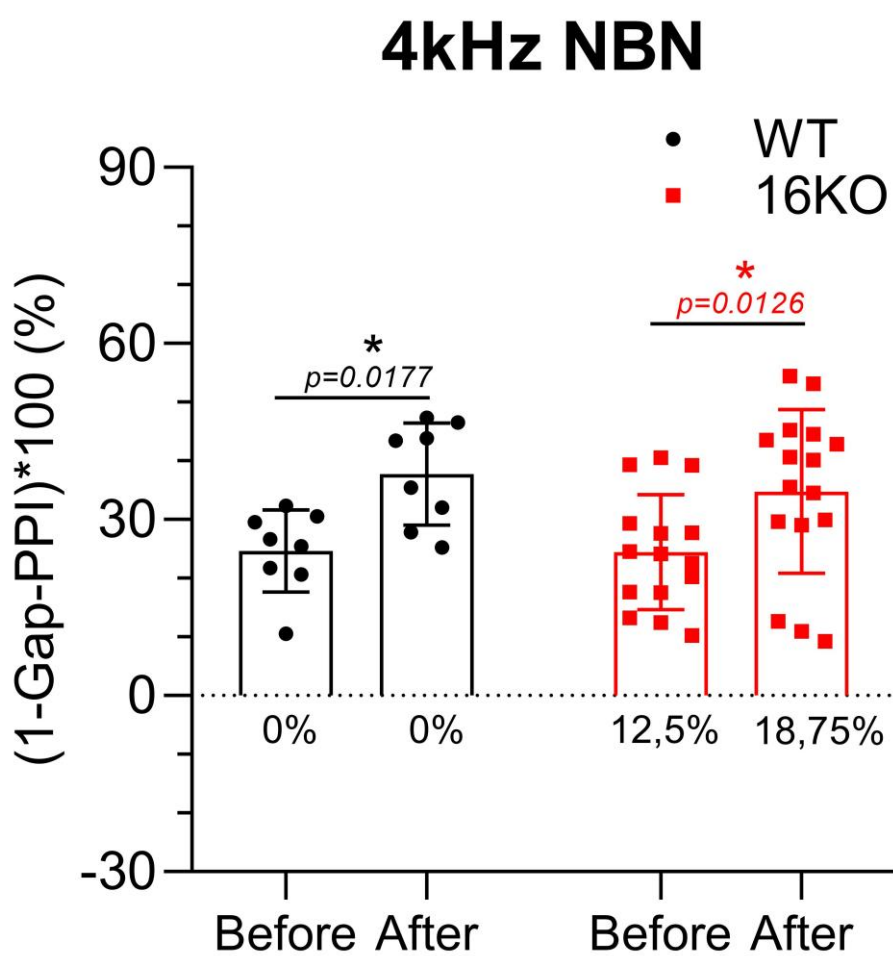 4kHz NBN
WT
16KO
(1-Gap-PPI)*100 (%)
90
60
30
0
-30
*
p=0.0177
*
p=0.0126
0%
0%
12,5%
18,75%
Before
After
Before
After